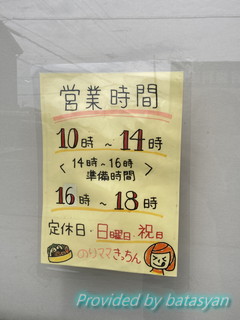 営業時間
10時～14時
〈14時～16時〉
準備時間
16時～18時
定休日・日曜日・祝日
のりママきっちん
Provided by batasyan